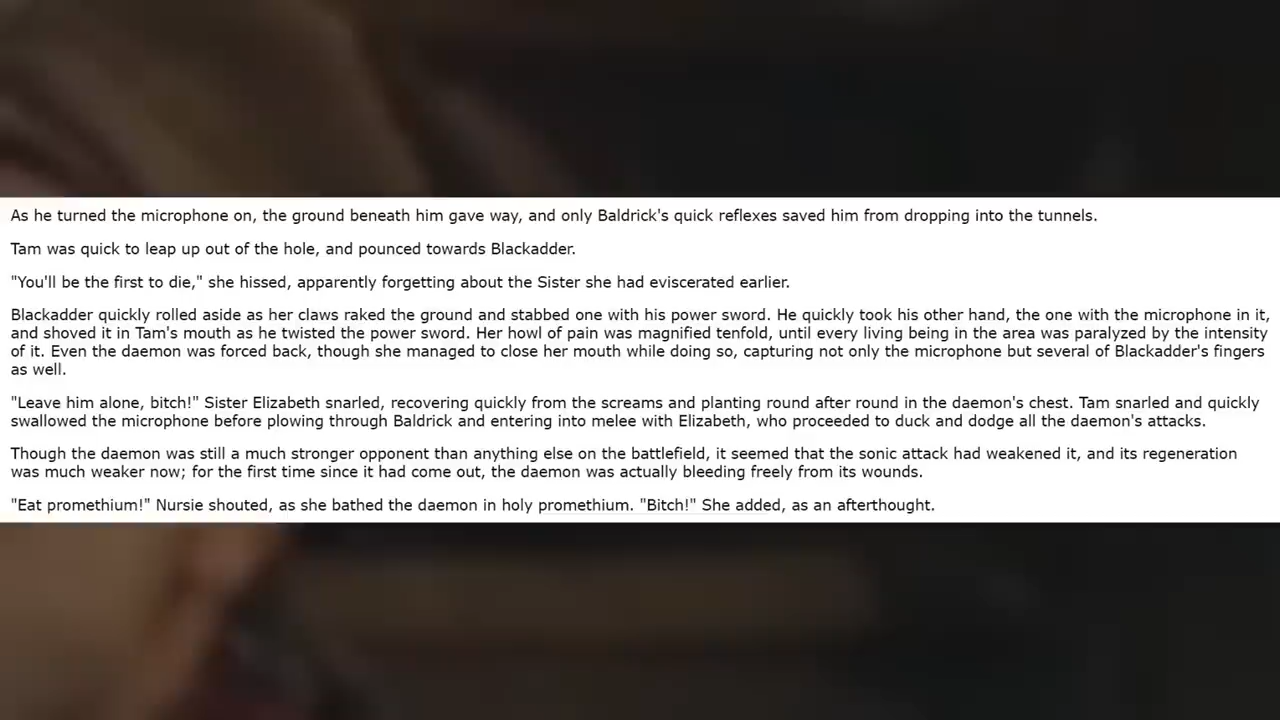 As he turned the microphone on, the ground beneath him gave way, and only Baldrick's quick reflexes saved him from dropping into the tunnels.
Tam was quick to leap up out of the hole, and pounced towards Blackadder.
"You'll be the first to die," she hissed, apparently forgetting about the Sister she had eviscerated earlier.
Blackadder quickly rolled aside as her claws raked the ground and stabbed one with his power sword. He quickly took his other hand, the one with the microphone in it,
and shoved it in Tam's mouth as he twisted the power sword. Her howl of pain was magnified tenfold, until every living being in the area was paralyzed by the intensity
of it. Even the daemon was forced back, though she managed to close her mouth while doing so, capturing not only the microphone but several of Blackadder's fingers
as well.
"Leave him alone, bitch!" Sister Elizabeth snarled, recovering quickly from the screams and planting round after round in the daemon's chest. Tam snarled and quickly
swallowed the microphone before plowing through Baldrick and entering into melee with Elizabeth, who proceeded to duck and dodge all the daemon's attacks.
Though the daemon was still a much stronger opponent than anything else on the battlefield, it seemed that the sonic attack had weakened it, and its regeneration
was much weaker now; for the first time since it had come out, the daemon was actually bleeding freely from its wounds.
"Eat promethium!" Nursie shouted, as she bathed the daemon in holy promethium. "Bitch!" She added, as an afterthought.